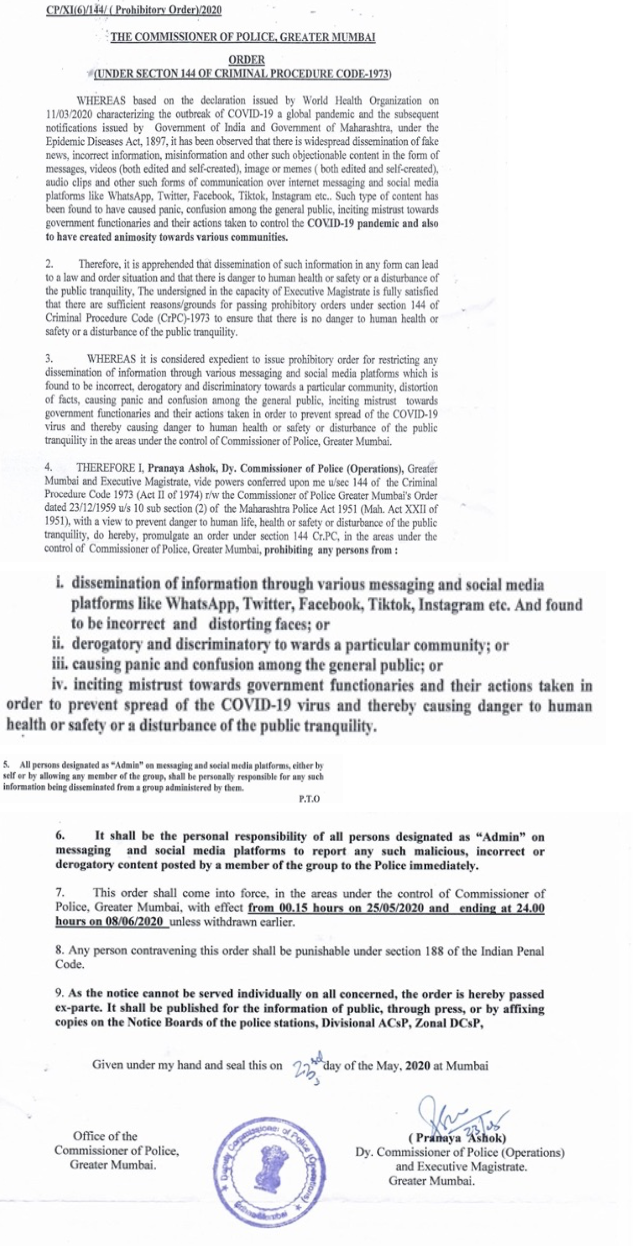 CP/XI(6)/144/ ( Prohibitory Order)/2020
THE COMMISSIONER OF POLICE, GREATER MUMBAI
ORDER
(UNDER SECTON 144 OF CRIMINAL PROCEDURE CODE-1973)
WHEREAS based on the declaration issued by World Health Organization on
11/03/2020 characterizing the outbreak of COVID-19 a global pandemic and the subsequent
notifications issued by Government of India and Government of Maharashtra, under the
Epidemic Diseases Act, 1897, it has been observed that there is widespread dissemination of fake
news, incorrect information, misinformation and other such objectionable content in the form of
messages, videos (both edited and self-created), image or memes ( both edited and self-created),
audio clips and other such forms of communication over internet messaging and social media
platforms like WhatsApp, Twitter, Facebook, Tiktok, Instagram etc.. Such type of content has
been found to have caused panic, confusion among the general public, inciting mistrust towards
government functionaries and their actions taken to control the COVID-19 pandemic and also
to have created animosity towards various communities.
2. Therefore, it is apprehended that dissemination of such information in any form can lead
to a law and order situation and that there is danger to human health or safety or a disturbance of
the public tranquility, The undersigned in the capacity of Executive Magistrate is fully satisfied
that there are sufficient reasons/grounds for passing prohibitory orders under section 144 of
Criminal Procedure Code (CrPC)-1973 to ensure that there is no danger to human health or
safety or a disturbance of the public tranquility.
3. WHEREAS it is considered expedient to issue prohibitory order for restricting any
dissemination of information through various messaging and social media platforms which is
found to be incorrect, derogatory and discriminatory towards a particular community, distortion
of facts, causing panic and confusion among the general public, inciting mistrust towards
government functionaries and their actions taken in order to prevent spread of the COVID-19
virus and thereby causing danger to human health or safety or disturbance of the public
tranquility in the areas under the control of Commissioner of Police, Greater Mumbai.
4. THEREFORE I, Pranaya Ashok, Dy. Commissioner of Police (Operations), Greater
Mumbai and Executive Magistrate, vide powers conferred upon me u/sec 144 of the Criminal
Procedure Code 1973 (Act II of 1974) r/w the Commissioner of Police Greater Mumbai's Order
dated 23/12/1959 u/s 10 sub section (2) of the Maharashtra Police Act 1951 (Mah. Act XXII of
1951), with a view to prevent danger to human life, health or safety or disturbance of the public
tranquility, do hereby, promulgate an order under section 144 Cr.PC, in the areas under the
control of Commissioner of Police, Greater Mumbai, prohibiting any persons from :
i. dissemination of information through various messaging and social media
platforms like WhatsApp, Twitter, Facebook, Tiktok, Instagram etc. And found
to be incorrect and distorting faces; or
ii. derogatory and discriminatory to wards a particular community; or
iii. causing panic and confusion among the general public; or
iv. inciting mistrust towards government functionaries and their actions taken in
order to prevent spread of the COVID-19 virus and thereby causing danger to human
health or safety or a disturbance of the public tranquility.
5. All persons designated as "Admin" on messaging and social media platforms, either by
self or by allowing any member of the group, shall be personally responsible for any such
information being disseminated from a group administered by them.
P.T.O
6. It shall be the personal responsibility of all persons designated as "Admin" on
messaging and social media platforms to report any such malicious, incorrect or
derogatory content posted by a member of the group to the Police immediately.
7. This order shall come into force, in the areas under the control of Commissioner of
Police, Greater Mumbai, with effect from 00.15 hours on 25/05/2020 and ending at 24.00
hours on 08/06/2020 unless withdrawn earlier.
8. Any person contravening this order shall be punishable under section 188 of the Indian Penal
Code.
9. As the notice cannot be served individually on all concerned, the order is hereby passed
ex-parte. It shall be published for the information of public, through press, or by affixing
copies on the Notice Boards of the police stations, Divisional ACsP, Zonal DCsP,
Given under my hand and seal this on 23rd day of the May, 2020 at Mumbai
23/05
Office of the
Commissioner of Police,
Greater Mumbai.
( Pranaya Ashok)
Dy. Commissioner of Police (Operations)
and Executive Magistrate.
Greater Mumbai.